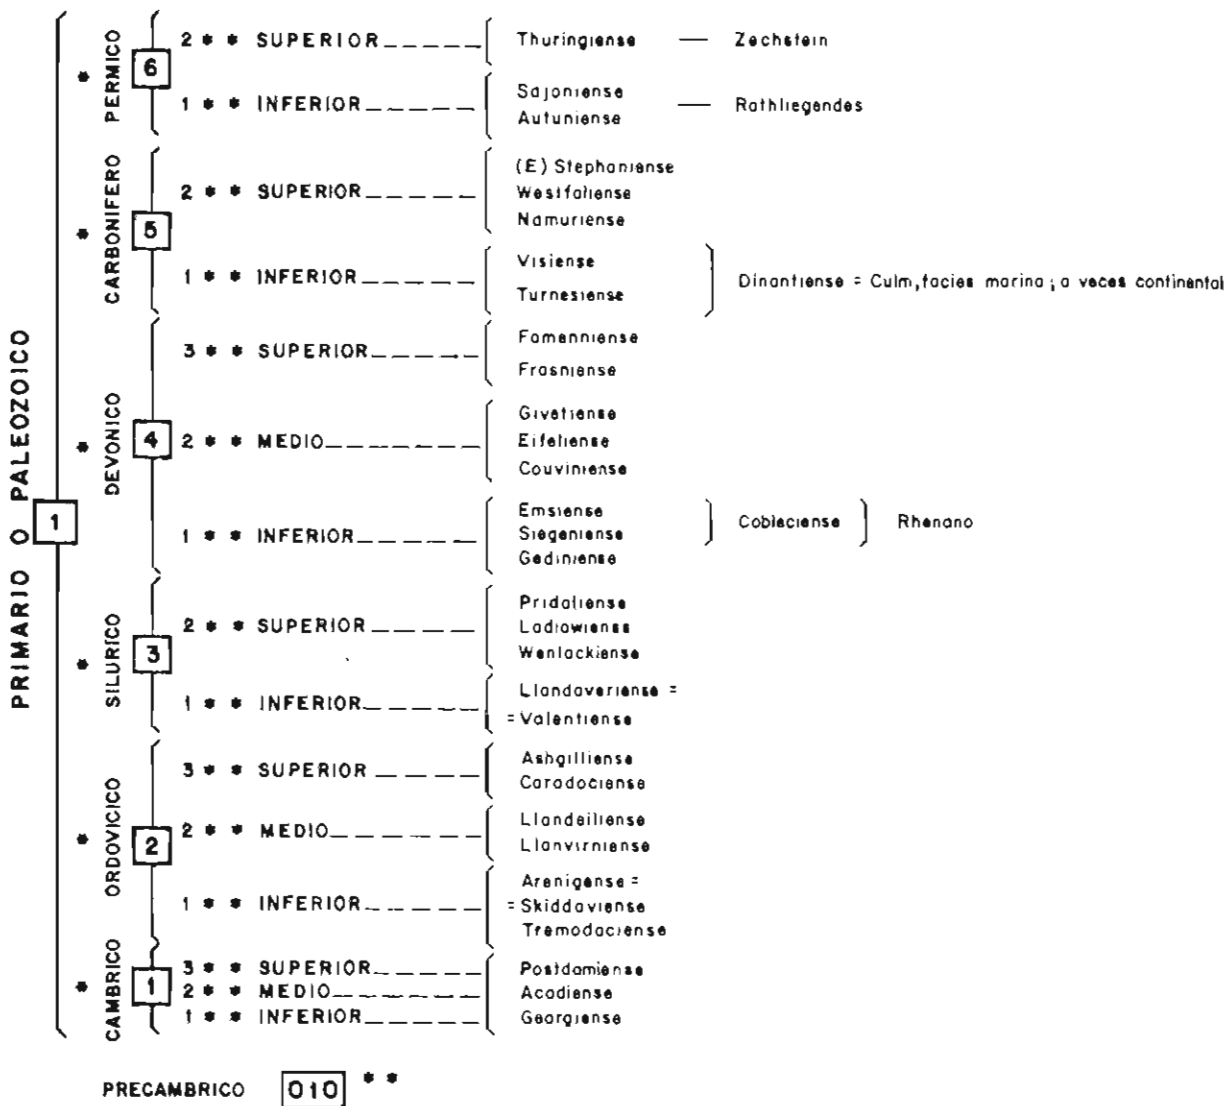 PRIMARIO O PALEOZOICO
1
* PERMICO
6
2 * * SUPERIOR
Thuringiense — Zechstein
1 * * INFERIOR
Sajoniense
Autuniense — Rothliegendes
* CARBONIFERO
5
2 * * SUPERIOR
(E) Stephaniense
Westfaliense
Namuriense
1 * * INFERIOR
Visiense
Turnesiense
Dinantiense = Culm, facies marina; a veces continental
* DEVONICO
4
3 * * SUPERIOR
Famenniense
Frasniense
2 * * MEDIO
Givetiense
Eifeliense
Couviniense
1 * * INFERIOR
Emsiense
Siegeniense
Gediniense
Coblaciense
Rhenano
* SILURICO
3
2 * * SUPERIOR
Pridoliense
Ludlowiense
Wenlockiense
1 * * INFERIOR
Llandoveriense =
= Valentiense
* ORDOVICICO
2
3 * * SUPERIOR
Ashgilliense
Caradociense
2 * * MEDIO
Llandeiliense
Llanvirniense
1 * * INFERIOR
Arenigense =
= Skiddaviense
Tremadociense
* CAMBRICO
1
3 * * SUPERIOR
Postdamiense
2 * * MEDIO
Acadiense
1 * * INFERIOR
Georgiense
PRECAMBRICO 010 * *